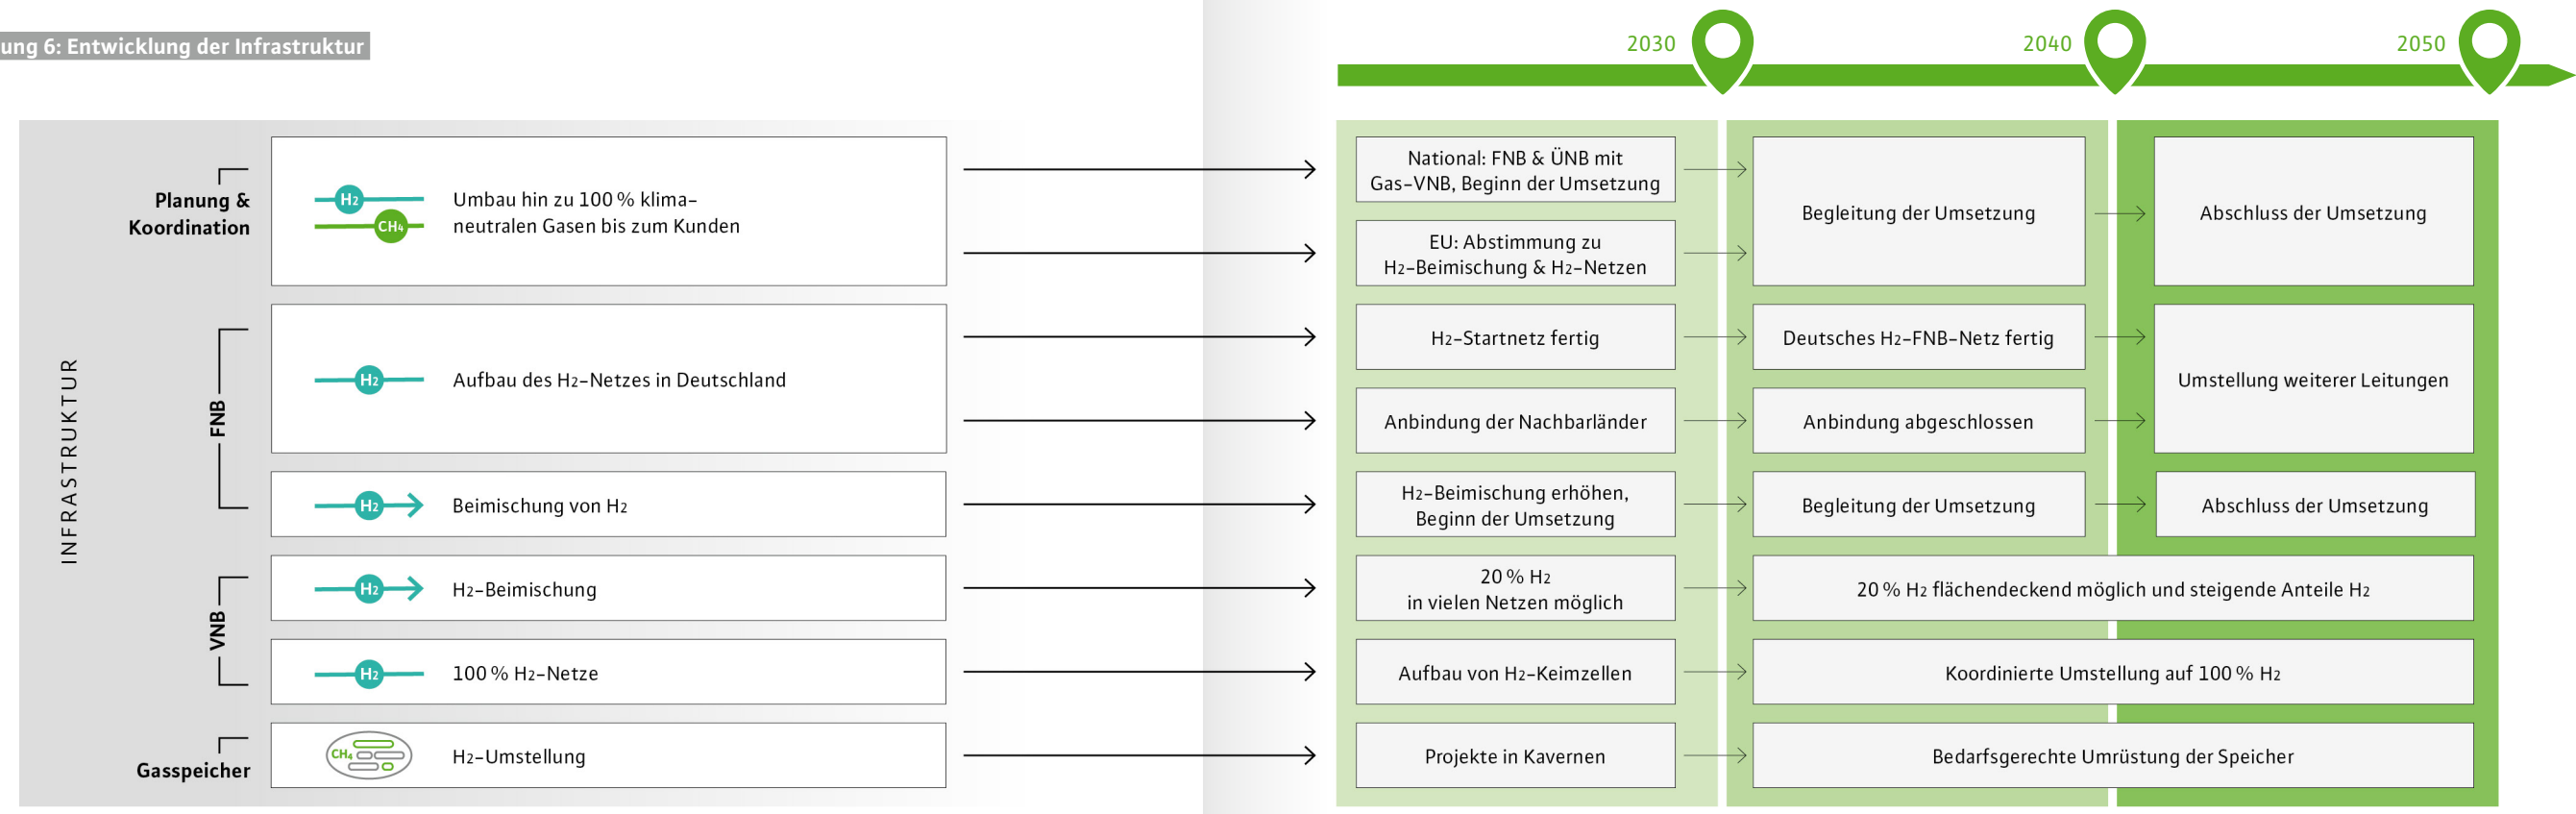 ung 6: Entwicklung der Infrastruktur
2030
2040
2050
INFRASTRUKTUR
Planung &
Koordination
H2
CH4
Umbau hin zu 100 % klima-
neutralen Gasen bis zum Kunden
National: FNB & ÜNB mit
Gas-VNB, Beginn der Umsetzung
EU: Abstimmung zu
H2-Beimischung & H2-Netzen
Begleitung der Umsetzung
Abschluss der Umsetzung
FNB
H2
Aufbau des H2-Netzes in Deutschland
H2-Startnetz fertig
Deutsches H2-FNB-Netz fertig
Anbindung der Nachbarländer
Anbindung abgeschlossen
Umstellung weiterer Leitungen
H2
Beimischung von H2
H2-Beimischung erhöhen,
Beginn der Umsetzung
Begleitung der Umsetzung
Abschluss der Umsetzung
VNB
H2
H2-Beimischung
20 % H2
in vielen Netzen möglich
20 % H2 flächendeckend möglich und steigende Anteile H2
H2
100 % H2-Netze
Aufbau von H2-Keimzellen
Koordinierte Umstellung auf 100 % H2
Gasspeicher
CH4
H2-Umstellung
Projekte in Kavernen
Bedarfsgerechte Umrüstung der Speicher